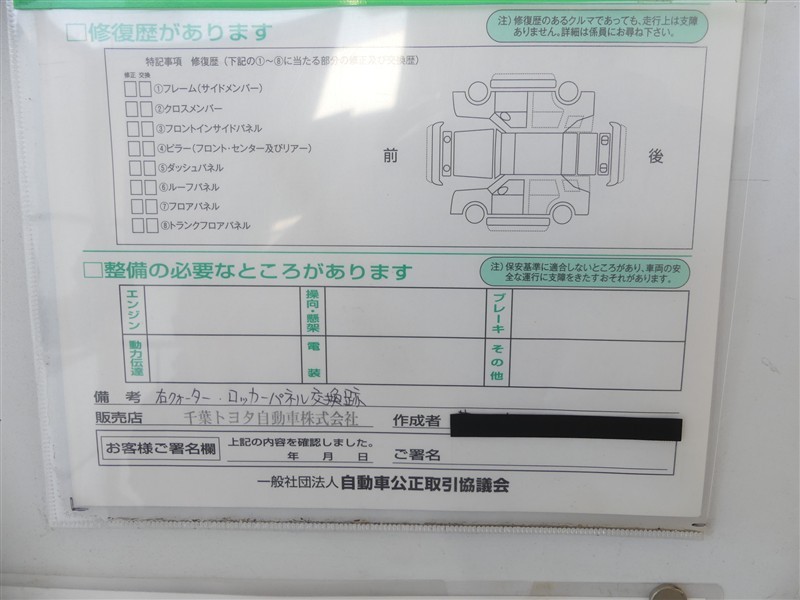 □修復歴があります
注）修復歴のあるクルマであっても、走行上は支障
ありません。詳細は係員にお尋ね下さい。
特記事項 修復歴（下記の①～⑧に当たる部分の修正及び交換歴）
修正 交換
①フレーム（サイドメンバー）
②クロスメンバー
③フロントインサイドパネル
④ピラー（フロント・センター及びリアー）
⑤ダッシュパネル
⑥ルーフパネル
⑦フロアパネル
⑧トランクフロアパネル
前
後
□整備の必要なところがあります
注）保安基準に適合しないところがあり、車両の安
全な運行に支障をきたすおそれがあります。
エンジン
操向・懸架
ブレーキ
動力伝達
電装
その他
備考 右クォーター・ロッカーパネル交換跡
販売店 千葉トヨタ自動車株式会社 作成者
お客様ご署名欄 上記の内容を確認しました。
年 月 日 ご署名
一般社団法人 自動車公正取引協議会